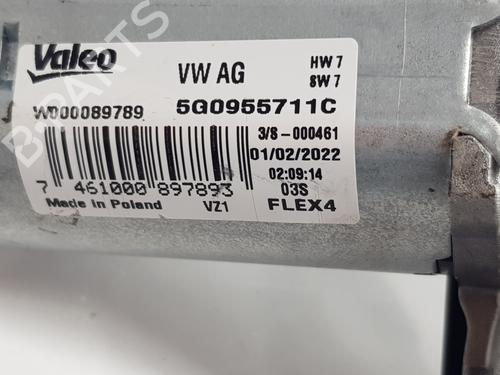 Valeo
VW AG
HW 7
SW 7
W000089789
5G0955711C
3/S-000461
01/02/2022
02:09:14
7 461000 897893
03S
Made in Poland
VZ1
FLEX4
B-PARTS